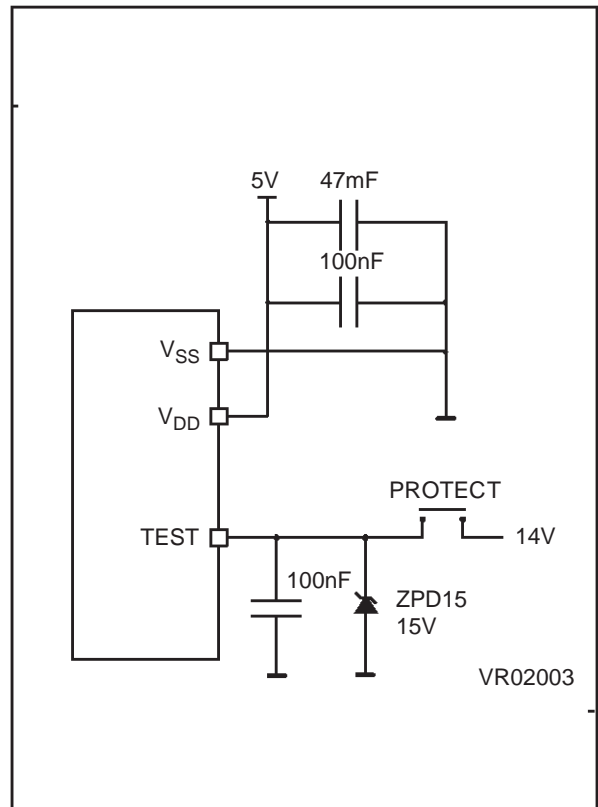 5V 47mF
100nF
VSS
VDD
PROTECT
TEST 14V
100nF
ZPD15
15V
VR02003